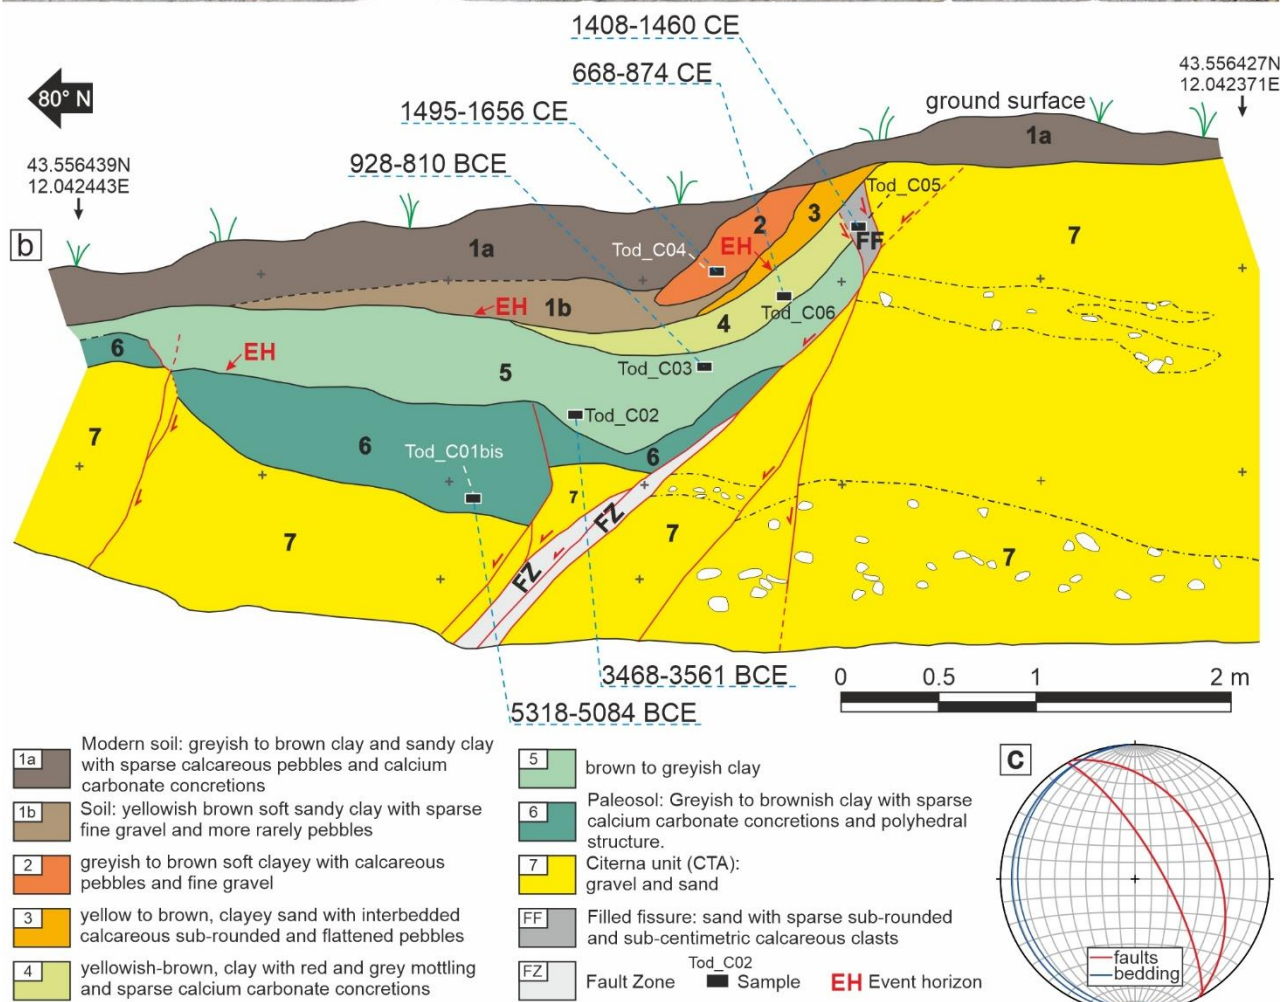 1408-1460 CE
668-874 CE
1495-1656 CE
928-810 BCE
80° N
43.556439N
12.042443E
43.556427N
12.042371E
ground surface
b
1a
1a
2
3
Tod_C05
FF
7
Tod_C04
EH
EH
1b
4
Tod_C06
6
EH
5
Tod_C03
Tod_C02
7
6
Tod_C01bis
6
7
7
FZ
FZ
7
7
3468-3561 BCE
5318-5084 BCE
0 0.5 1 2 m
1a
Modern soil: greyish to brown clay and sandy clay
with sparse calcareous pebbles and calcium
carbonate concretions
1b
Soil: yellowish brown soft sandy clay with sparse
fine gravel and more rarely pebbles
2
greyish to brown soft clayey with calcareous
pebbles and fine gravel
3
yellow to brown, clayey sand with interbedded
calcareous sub-rounded and flattened pebbles
4
yellowish-brown, clay with red and grey mottling
and sparse calcium carbonate concretions
5
brown to greyish clay
6
Paleosol: Greyish to brownish clay with sparse
calcium carbonate concretions and polyhedral
structure.
7
Citerna unit (CTA):
gravel and sand
FF
Filled fissure: sand with sparse sub-rounded
and sub-centimetric calcareous clasts
FZ
Fault Zone
Tod_C02
Sample
EH Event horizon
c
faults
bedding